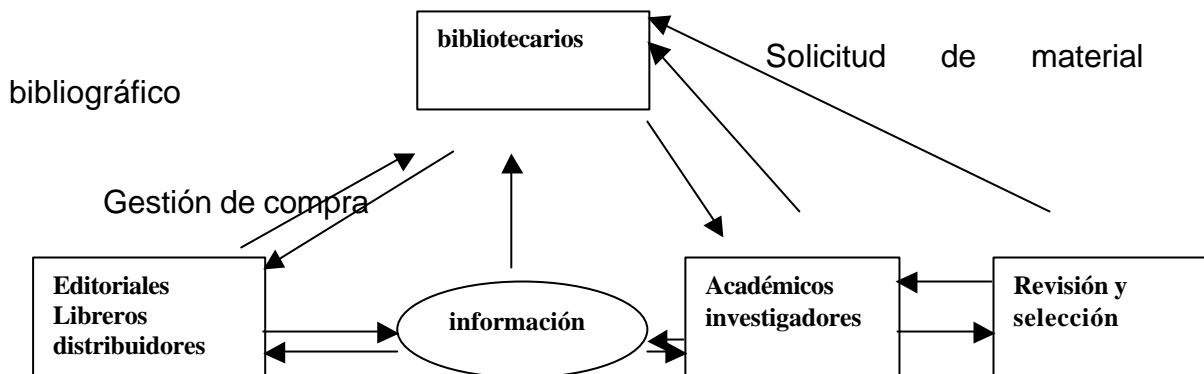 bibliotecarios
Solicitud de material
bibliográfico
Gestión de compra
Editoriales
Libreros
distribuidores
información
Académicos
investigadores
Revisión y
selección